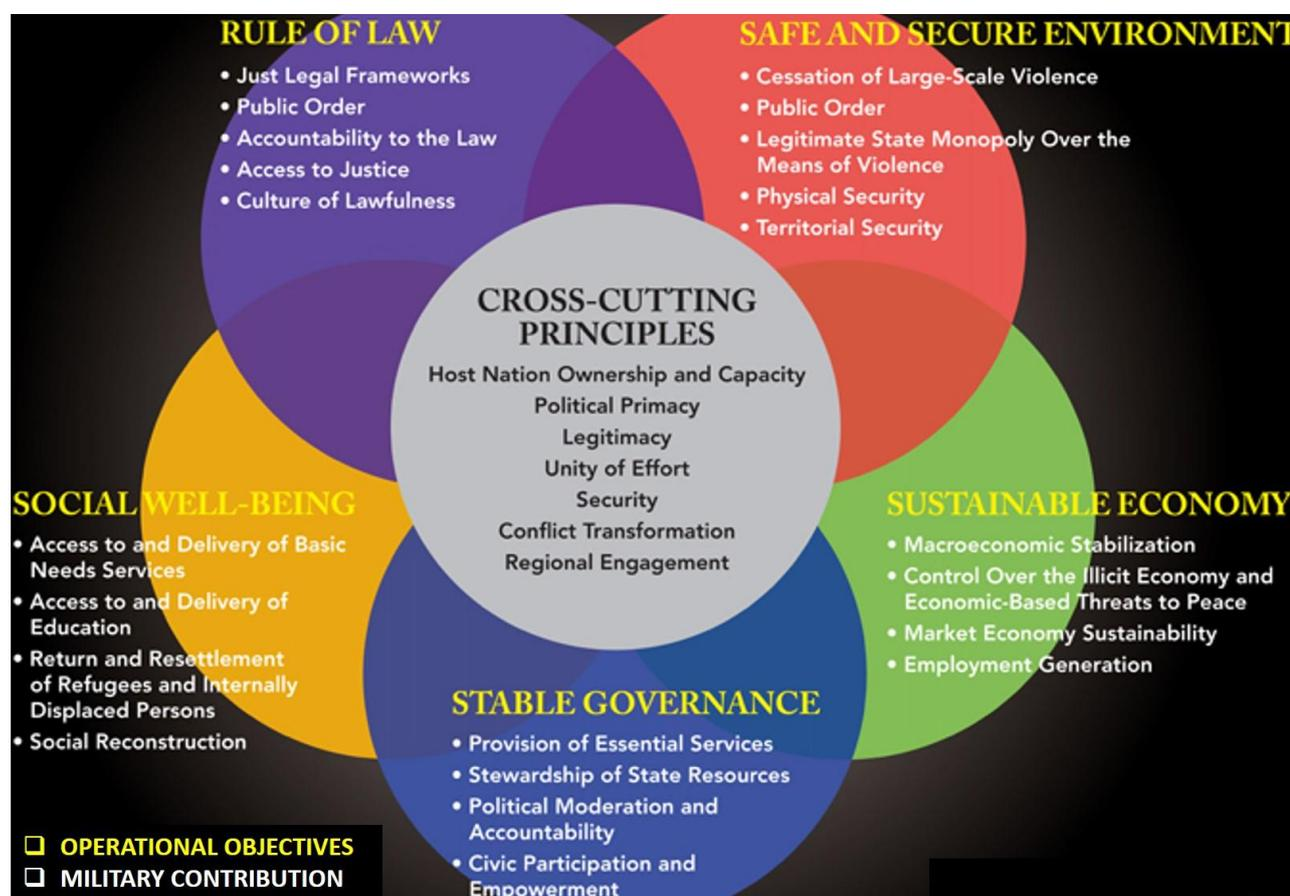 RULE OF LAW
• Just Legal Frameworks
• Public Order
• Accountability to the Law
• Access to Justice
• Culture of Lawfulness
SAFE AND SECURE ENVIRONMENT
• Cessation of Large-Scale Violence
• Public Order
• Legitimate State Monopoly Over the
Means of Violence
• Physical Security
• Territorial Security
CROSS-CUTTING
PRINCIPLES
Host Nation Ownership and Capacity
Political Primacy
Legitimacy
Unity of Effort
Security
Conflict Transformation
Regional Engagement
SOCIAL WELL-BEING
• Access to and Delivery of Basic
Needs Services
• Access to and Delivery of
Education
• Return and Resettlement
of Refugees and Internally
Displaced Persons
• Social Reconstruction
SUSTAINABLE ECONOMY
• Macroeconomic Stabilization
• Control Over the Illicit Economy and
Economic-Based Threats to Peace
• Market Economy Sustainability
• Employment Generation
STABLE GOVERNANCE
• Provision of Essential Services
• Stewardship of State Resources
• Political Moderation and
Accountability
• Civic Participation and
Empowerment
❑ OPERATIONAL OBJECTIVES
❑ MILITARY CONTRIBUTION